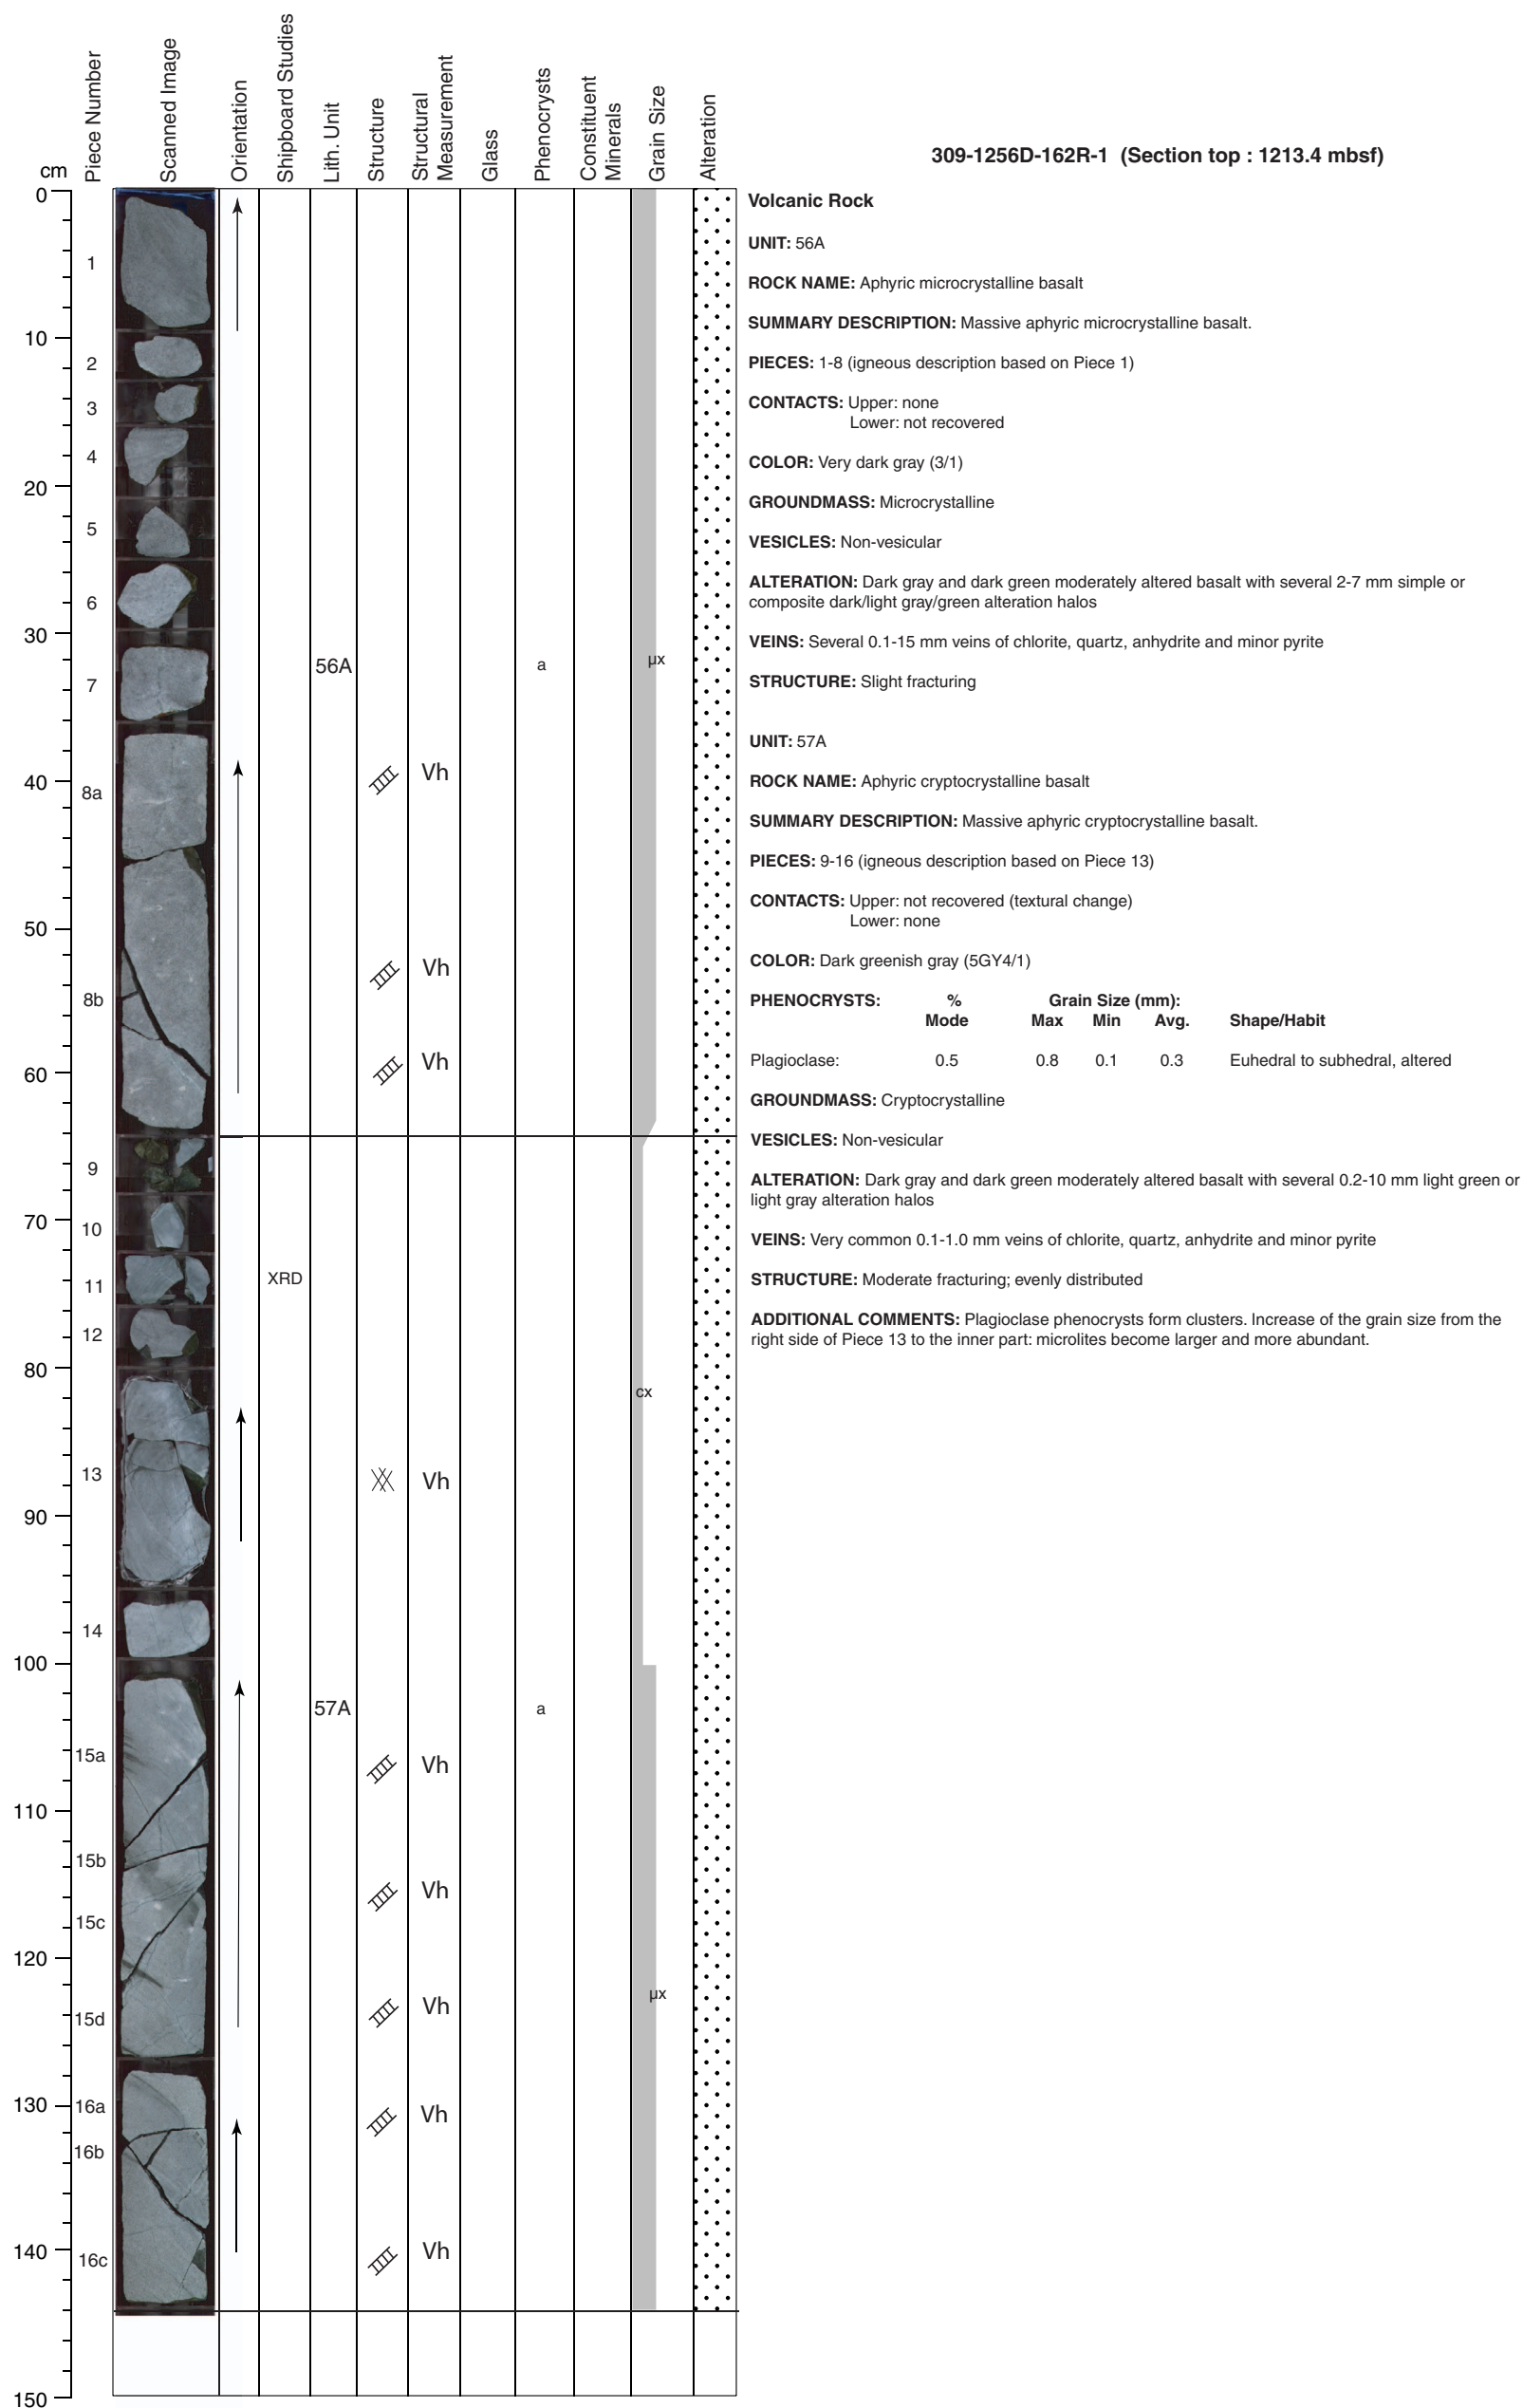 cm
Piece Number
Scanned Image
Orientation
Shipboard Studies
Lith. Unit
Structure
Structural
Measurement
Glass
Phenocrysts
Constituent
Minerals
Grain Size
Alteration
0
10
20
30
40
50
60
70
80
90
100
110
120
130
140
150
1
2
3
4
5
6
7
8a
8b
9
10
11
12
13
14
15a
15b
15c
15d
16a
16b
16c
XRD
56A
57A
Vh
Vh
Vh
Vh
Vh
Vh
Vh
Vh
Vh
a
a
µx
cx
µx
309-1256D-162R-1 (Section top : 1213.4 mbsf)
Volcanic Rock
UNIT: 56A
ROCK NAME: Aphyric microcrystalline basalt
SUMMARY DESCRIPTION: Massive aphyric microcrystalline basalt.
PIECES: 1-8 (igneous description based on Piece 1)
CONTACTS: Upper: none
Lower: not recovered
COLOR: Very dark gray (3/1)
GROUNDMASS: Microcrystalline
VESICLES: Non-vesicular
ALTERATION: Dark gray and dark green moderately altered basalt with several 2-7 mm simple or
composite dark/light gray/green alteration halos
VEINS: Several 0.1-15 mm veins of chlorite, quartz, anhydrite and minor pyrite
STRUCTURE: Slight fracturing
UNIT: 57A
ROCK NAME: Aphyric cryptocrystalline basalt
SUMMARY DESCRIPTION: Massive aphyric cryptocrystalline basalt.
PIECES: 9-16 (igneous description based on Piece 13)
CONTACTS: Upper: not recovered (textural change)
Lower: none
COLOR: Dark greenish gray (5GY4/1)
PHENOCRYSTS: % Grain Size (mm):
Mode Max Min Avg. Shape/Habit
Plagioclase: 0.5 0.8 0.1 0.3 Euhedral to subhedral, altered
GROUNDMASS: Cryptocrystalline
VESICLES: Non-vesicular
ALTERATION: Dark gray and dark green moderately altered basalt with several 0.2-10 mm light green or
light gray alteration halos
VEINS: Very common 0.1-1.0 mm veins of chlorite, quartz, anhydrite and minor pyrite
STRUCTURE: Moderate fracturing; evenly distributed
ADDITIONAL COMMENTS: Plagioclase phenocrysts form clusters. Increase of the grain size from the
right side of Piece 13 to the inner part: microlites become larger and more abundant.